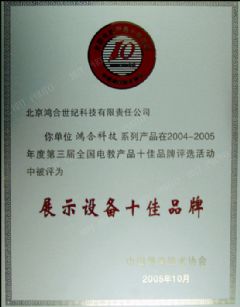 10
北京鸿合世纪科技有限责任公司
你单位鸿合科技系列产品在2004-2005
年度第三届全国电教产品十佳品牌评选活动
中被评为
展示设备十佳品牌
协会
2005年10月